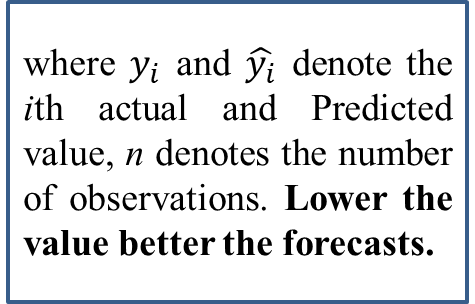 where yᵢ and ŷᵢ denote the
ith actual and Predicted
value, n denotes the number
of observations. Lower the
value better the forecasts.